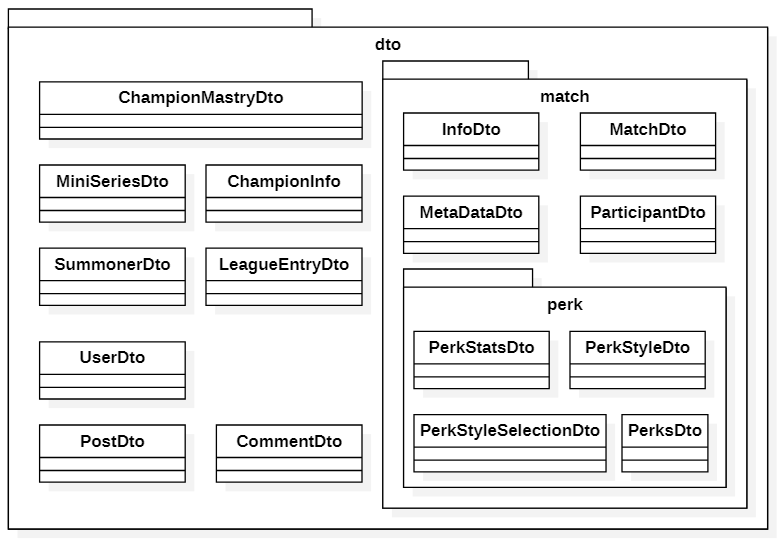 dto
ChampionMastryDto
MiniSeriesDto
ChampionInfo
SummonerDto
LeagueEntryDto
UserDto
PostDto
CommentDto
match
InfoDto
MatchDto
MetaDataDto
ParticipantDto
perk
PerkStatsDto
PerkStyleDto
PerkStyleSelectionDto
PerksDto